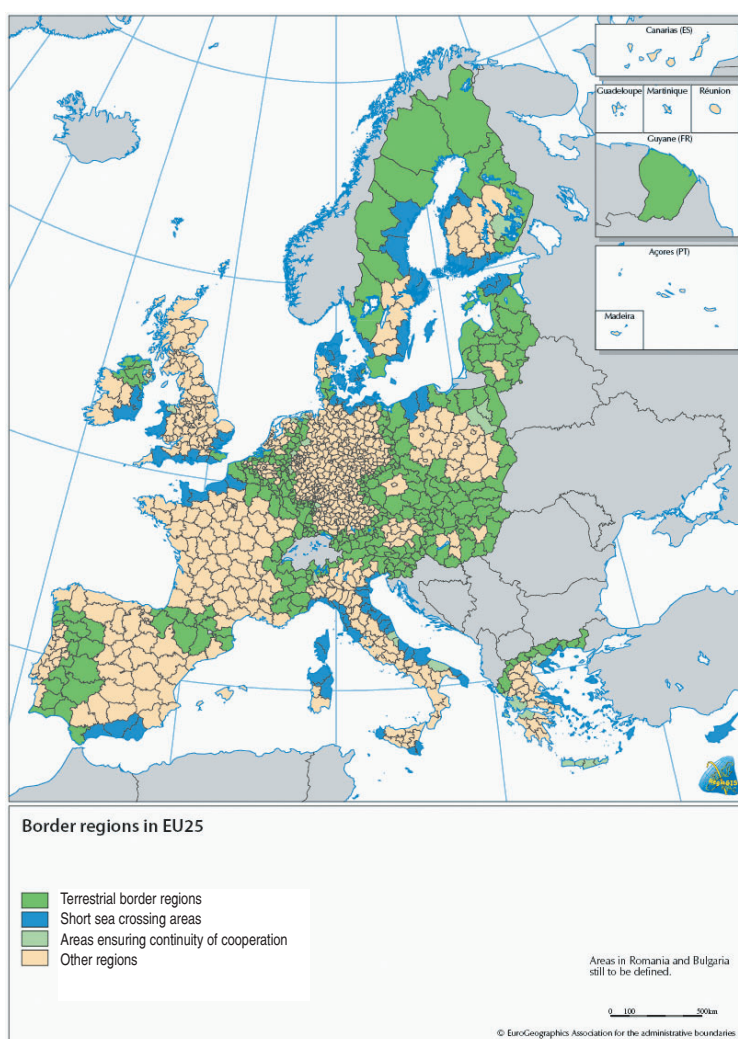 Canarias (ES)
Guadeloupe Martinique Réunion
Guyane (FR)
Açores (PT)
Madeira
Border regions in EU25
Terrestrial border regions
Short sea crossing areas
Areas ensuring continuity of cooperation
Other regions
Areas in Romania and Bulgaria
still to be defined.
0 100 500km
© EuroGeographics Association for the administrative boundaries